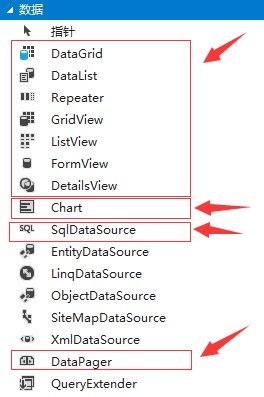 数据
指针
DataGrid
DataList
Repeater
GridView
ListView
FormView
DetailsView
Chart
SQL SqlDataSource
EntityDataSource
LinqDataSource
ObjectDataSource
SiteMapDataSource
XmlDataSource
DataPager
QueryExtender